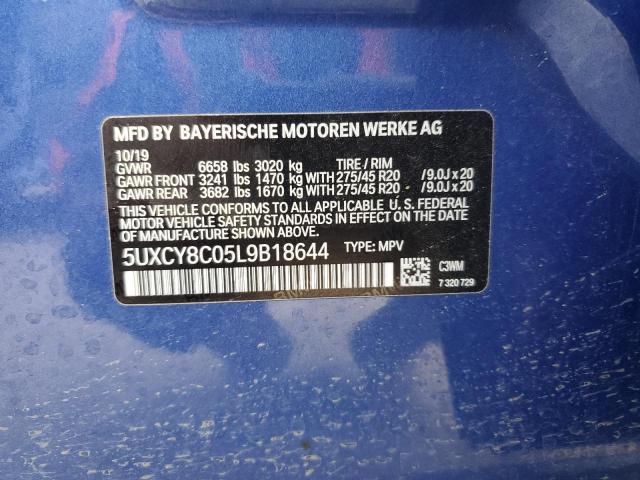 MFD BY BAYERISCHE MOTOREN WERKE AG
10/19
GVWR 6658 lbs 3020 kg TIRE / RIM
GAWR FRONT 3241 lbs 1470 kg WITH 275/45 R20 /9.0J x 20
GAWR REAR 3682 lbs 1670 kg WITH 275/45 R20 /9.0J x 20
THIS VEHICLE CONFORMS TO ALL APPLICABLE U. S. FEDERAL
MOTOR VEHICLE SAFETY STANDARDS IN EFFECT ON THE DATE
OF MANUFACTURE SHOWN ABOVE.
5UXCY8C05L9B18644 TYPE: MPV
C3WM
7 320 729